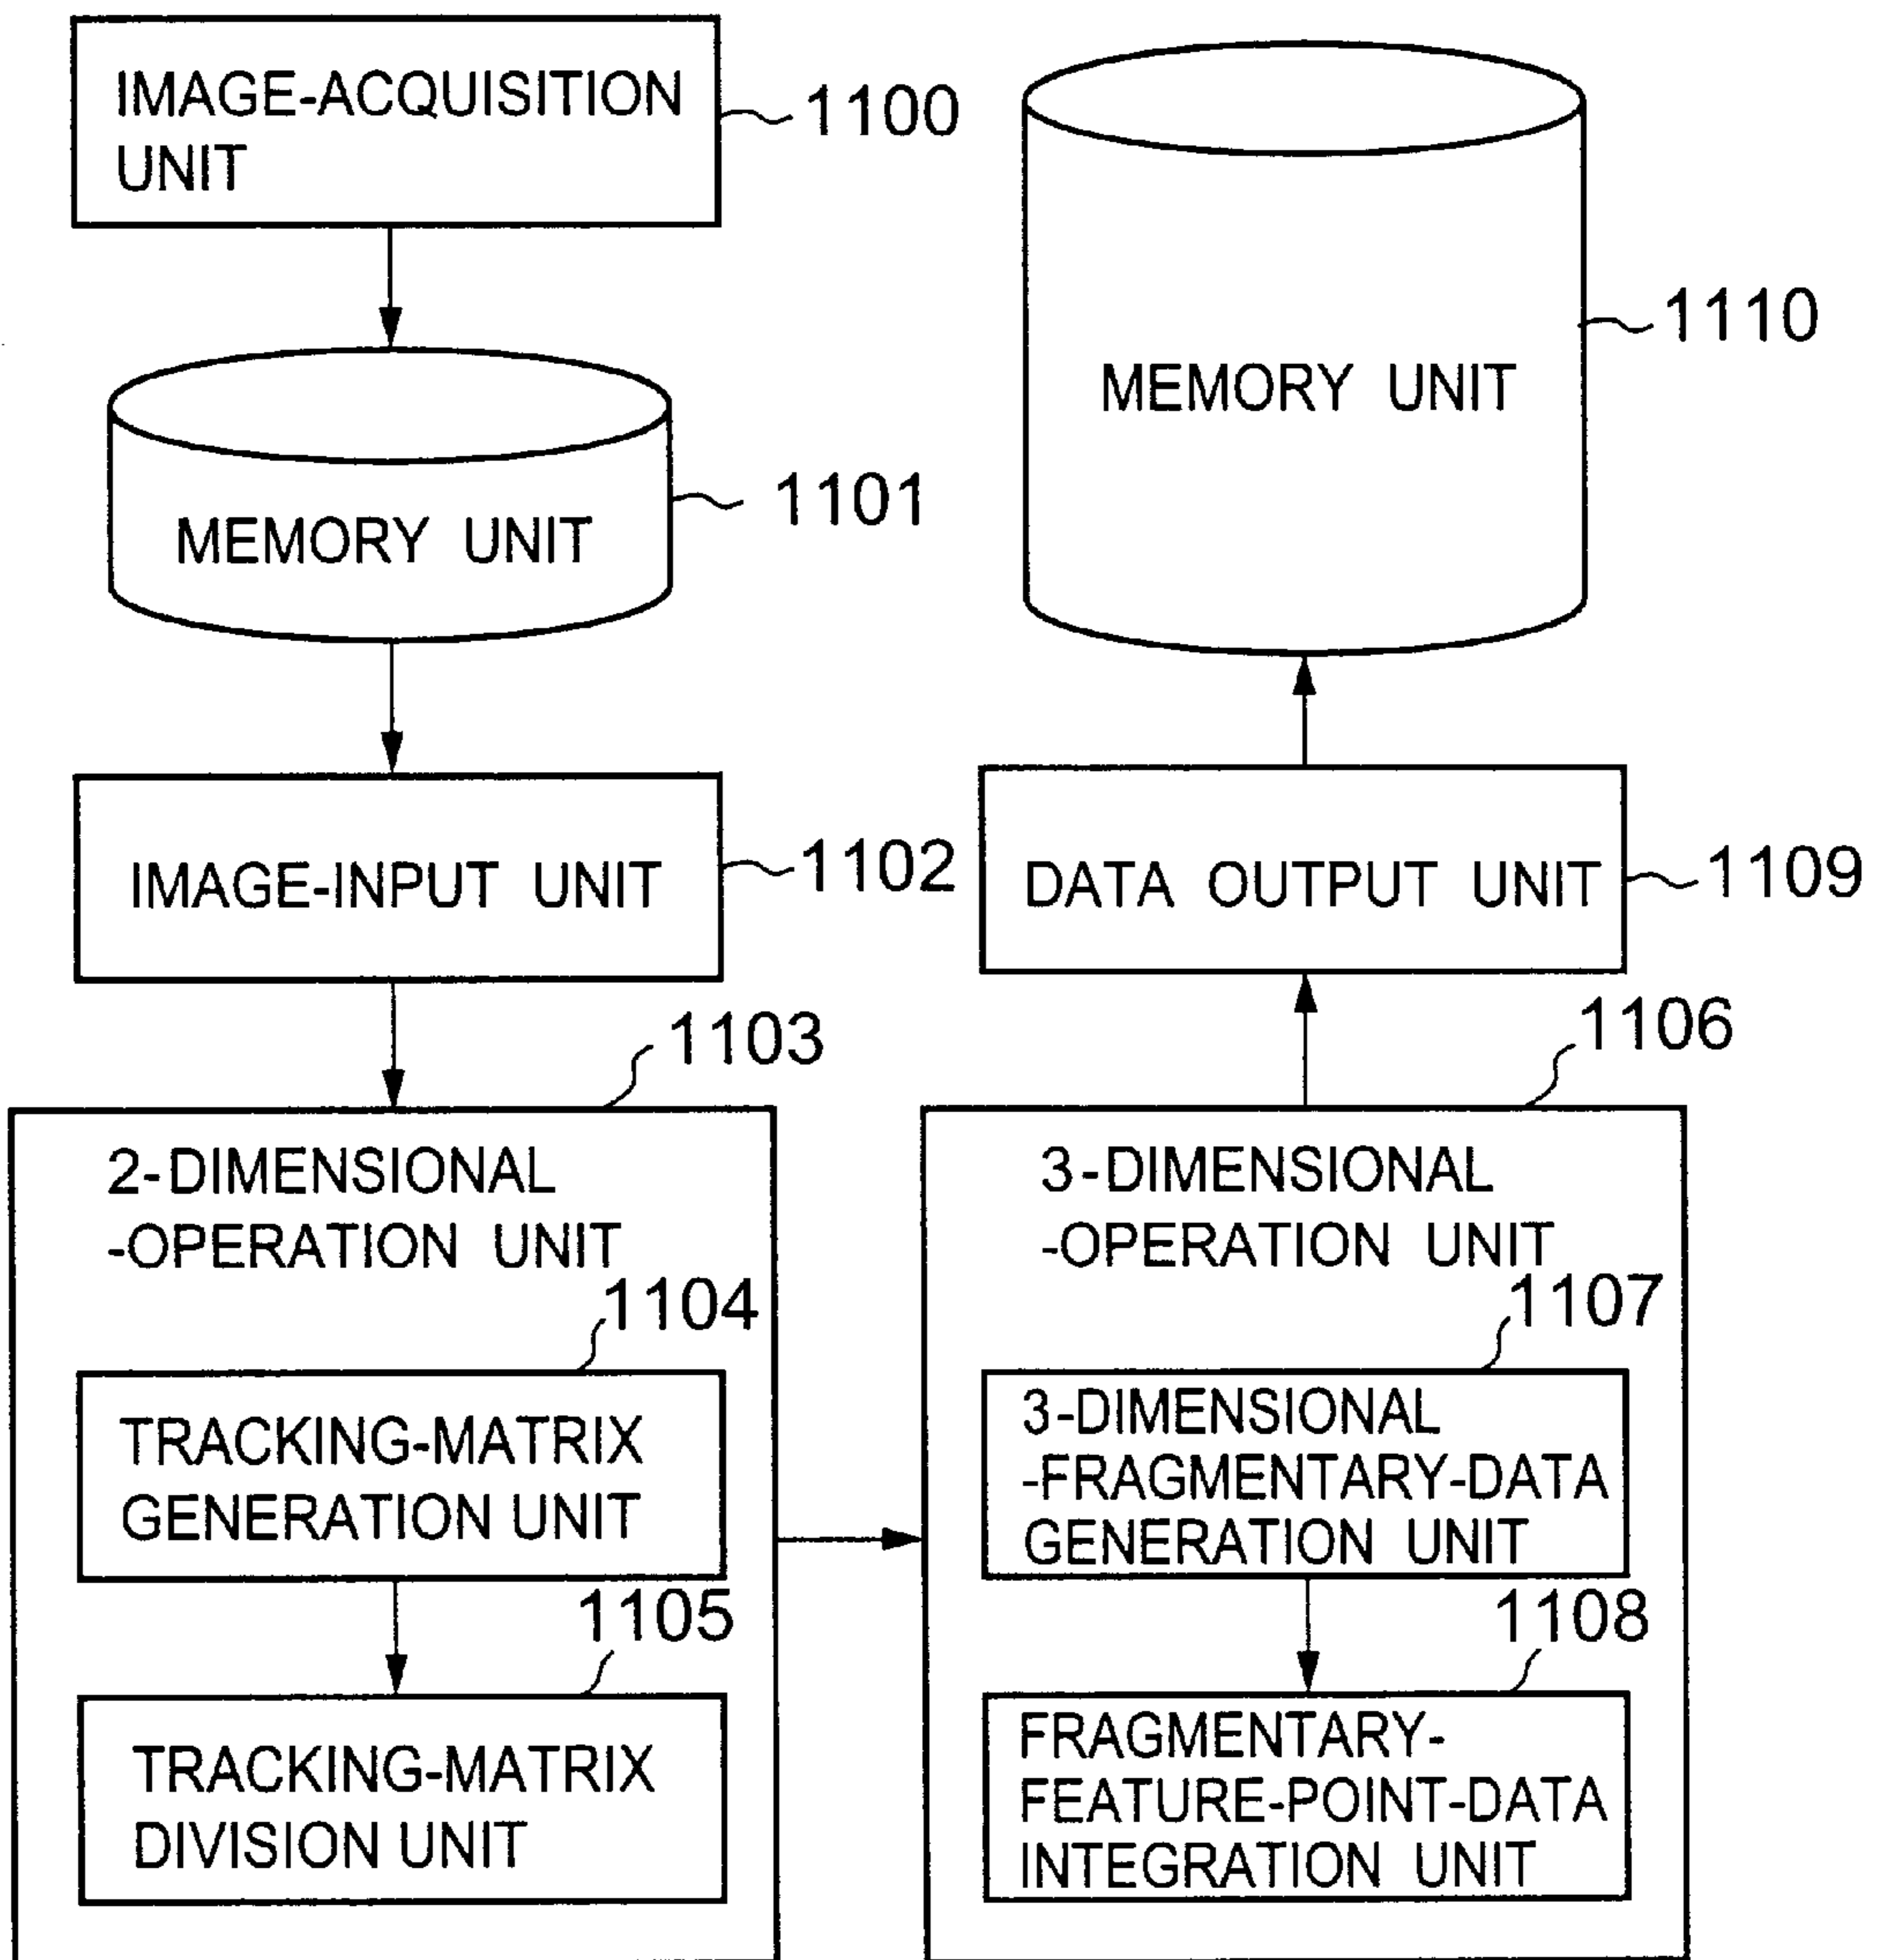 IMAGE-ACQUISITION
UNIT
1100
MEMORY UNIT
1101
IMAGE-INPUT UNIT
1102
1103
2-DIMENSIONAL
-OPERATION UNIT
1104
TRACKING-MATRIX
GENERATION UNIT
1105
TRACKING-MATRIX
DIVISION UNIT
MEMORY UNIT
1110
DATA OUTPUT UNIT
1109
1106
3-DIMENSIONAL
-OPERATION UNIT
1107
3-DIMENSIONAL
-FRAGMENTARY-DATA
GENERATION UNIT
1108
FRAGMENTARY-
FEATURE-POINT-DATA
INTEGRATION UNIT